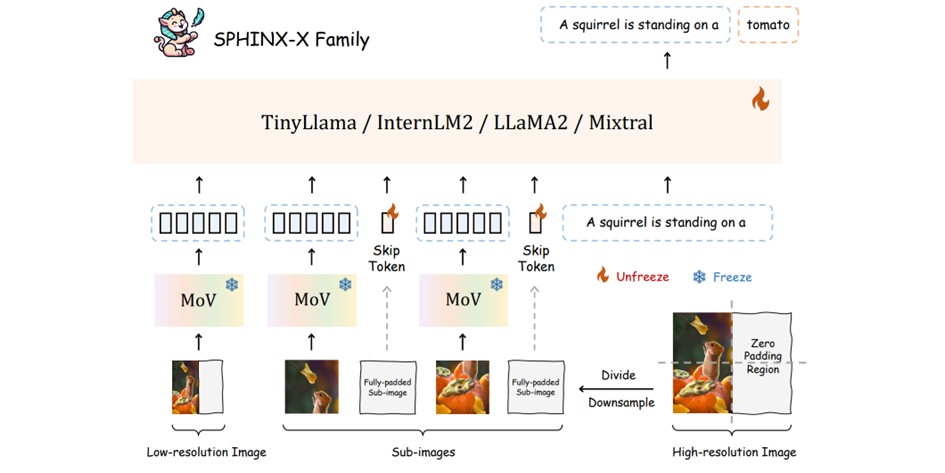 SPHINX-X Family
A squirrel is standing on a
tomato
TinyLlama / InternLM2 / LLaMA2 / Mixtral
A squirrel is standing on a
Skip
Token
Skip
Token
Unfreeze
Freeze
MoV
MoV
MoV
Zero
Padding
Region
Fully-padded
Sub-image
Fully-padded
Sub-image
Divide
Downsample
Low-resolution Image
Sub-images
High-resolution Image